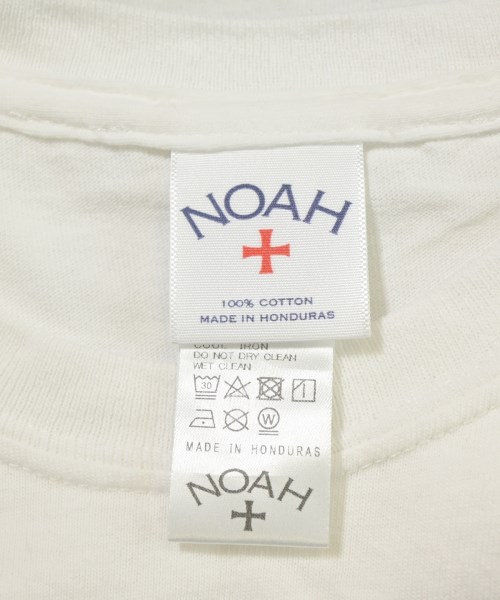 NOAH
100% COTTON
MADE IN HONDURAS
COOL IRON
DO NOT DRY CLEAN
WET CLEAN
30
W
MADE IN HONDURAS
NOAH